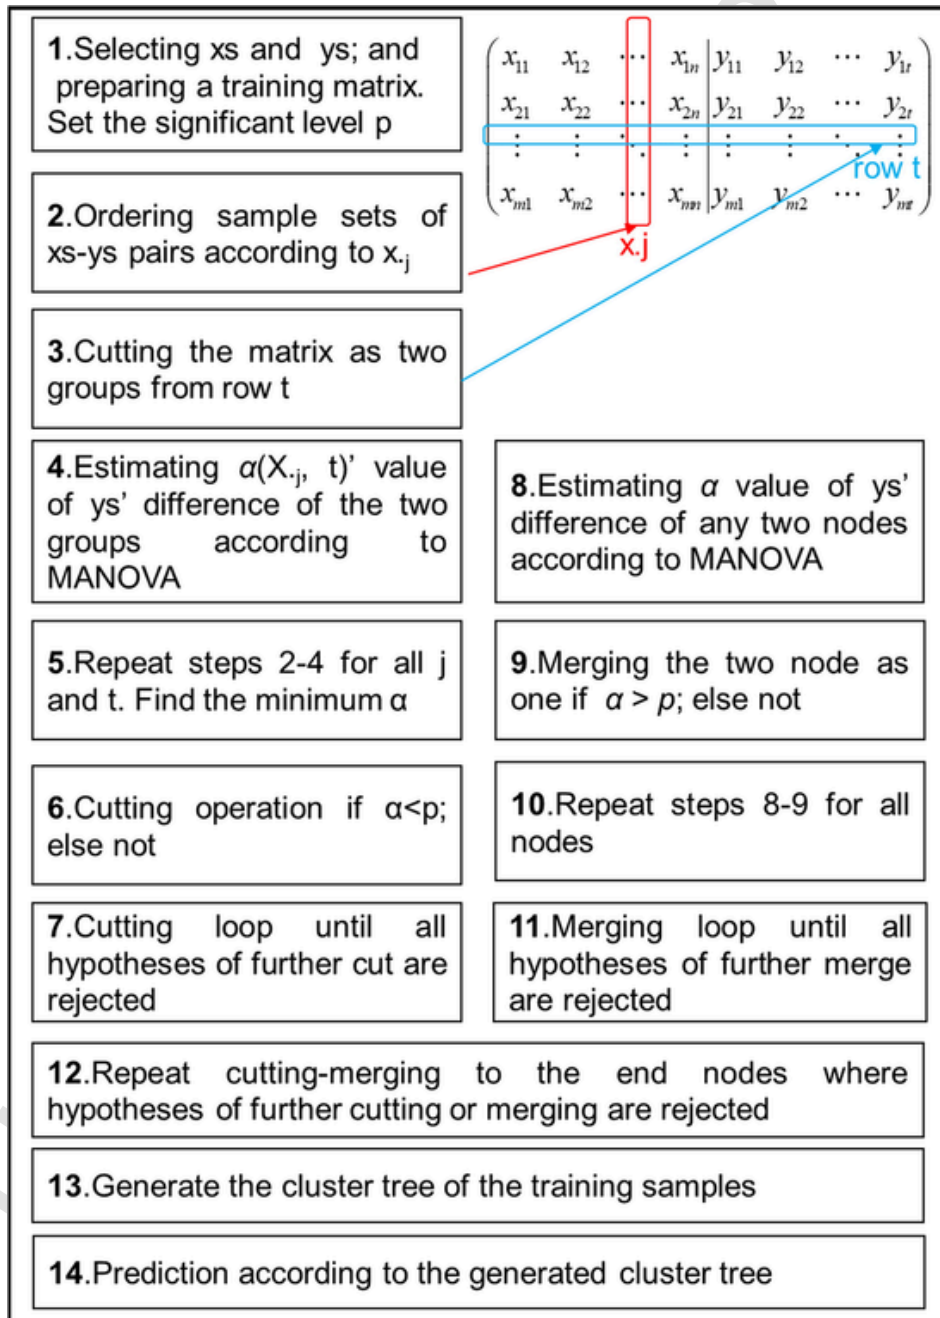 1.Selecting xs and ys; and
preparing a training matrix.
Set the significant level p
x11 x12 ⋯ ⋯ x1n y11 y12 ⋯ y1t
x21 x22 ⋯ ⋯ x2n y21 y22 ⋯ y2t
⋮ ⋮ ⋱ ⋮ ⋮ ⋮ ⋱ ⋮
row t
xm1 xm2 ⋯ ⋯ xmn ym1 ym2 ⋯ ymt
x.j
2.Ordering sample sets of
xs-ys pairs according to x.j
3.Cutting the matrix as two
groups from row t
4.Estimating α(X.j, t)’ value
of ys’ difference of the two
groups according to
MANOVA
5.Repeat steps 2-4 for all j
and t. Find the minimum α
6.Cutting operation if α<p;
else not
7.Cutting loop until all
hypotheses of further cut are
rejected
8.Estimating α value of ys’
difference of any two nodes
according to MANOVA
9.Merging the two node as
one if α > p; else not
10.Repeat steps 8-9 for all
nodes
11.Merging loop until all
hypotheses of further merge
are rejected
12.Repeat cutting-merging to the end nodes where
hypotheses of further cutting or merging are rejected
13.Generate the cluster tree of the training samples
14.Prediction according to the generated cluster tree